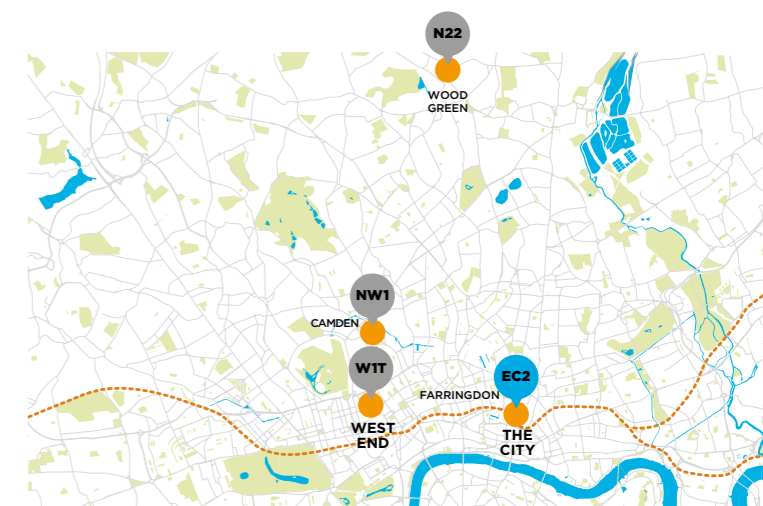 N22
WOOD
GREEN
NW1
CAMDEN
W1T
WEST
END
EC2
FARRINGDON
THE
CITY